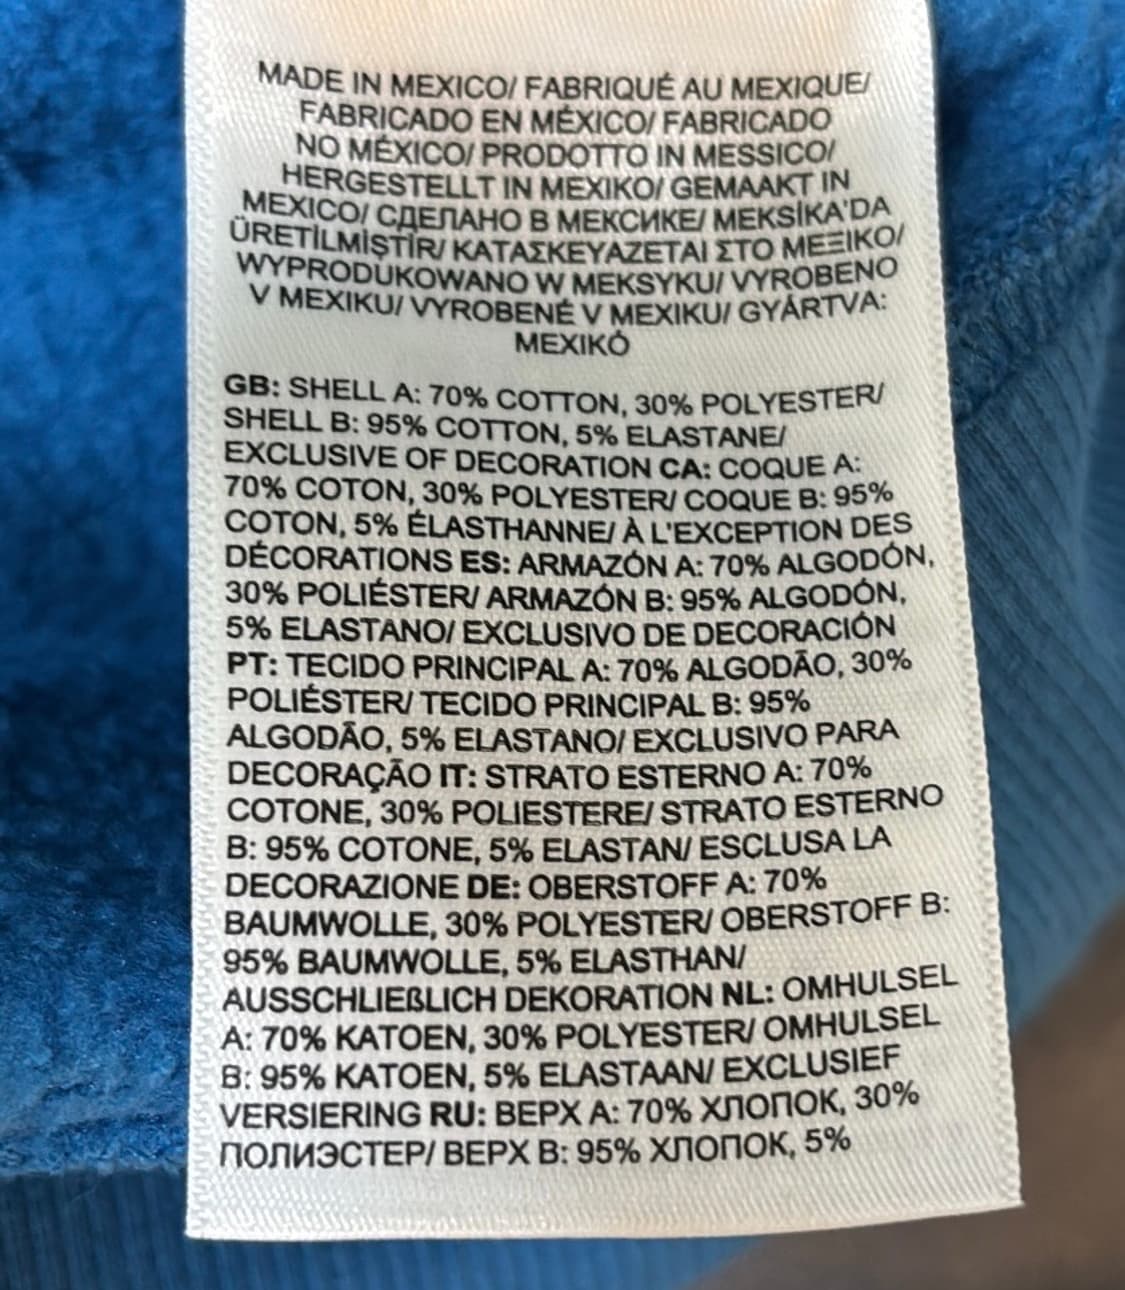 MADE IN MEXICO/ FABRIQUÉ AU MEXIQUE/
FABRICADO EN MÉXICO/ FABRICADO
NO MÉXICO/ PRODOTTO IN MESSICO/
HERGESTELLT IN MEXIKO/ GEMAAKT IN
MEXICO/ СДЕЛАНО В МЕКСИКЕ/ MEKSİKA'DA
ÜRETİLMİŞTİR/ ΚΑΤΑΣΚΕΥΑΖΕΤΑΙ ΣΤΟ ΜΕΞΙΚΟ/
WYPRODUKOWANO W MEKSYKU/ VYROBENO
V MEXIKU/ VYROBENÉ V MEXIKU/ GYÁRTVA:
MEXIKÓ
GB: SHELL A: 70% COTTON, 30% POLYESTER/
SHELL B: 95% COTTON, 5% ELASTANE/
EXCLUSIVE OF DECORATION CA: COQUE A:
70% COTON, 30% POLYESTER/ COQUE B: 95%
COTON, 5% ÉLASTHANNE/ À L'EXCEPTION DES
DÉCORATIONS ES: ARMAZÓN A: 70% ALGODÓN,
30% POLIÉSTER/ ARMAZÓN B: 95% ALGODÓN,
5% ELASTANO/ EXCLUSIVO DE DECORACIÓN
PT: TECIDO PRINCIPAL A: 70% ALGODÃO, 30%
POLIÉSTER/ TECIDO PRINCIPAL B: 95%
ALGODÃO, 5% ELASTANO/ EXCLUSIVO PARA
DECORAÇÃO IT: STRATO ESTERNO A: 70%
COTONE, 30% POLIESTERE/ STRATO ESTERNO
B: 95% COTONE, 5% ELASTAN/ ESCLUSA LA
DECORAZIONE DE: OBERSTOFF A: 70%
BAUMWOLLE, 30% POLYESTER/ OBERSTOFF B:
95% BAUMWOLLE, 5% ELASTHAN/
AUSSCHLIEßLICH DEKORATION NL: OMHULSEL
A: 70% KATOEN, 30% POLYESTER/ OMHULSEL
B: 95% KATOEN, 5% ELASTAAN/ EXCLUSIEF
VERSIERING RU: ВЕРХ A: 70% ХЛОПОК, 30%
ПОЛИЭСТЕР/ ВЕРХ B: 95% ХЛОПОК, 5%